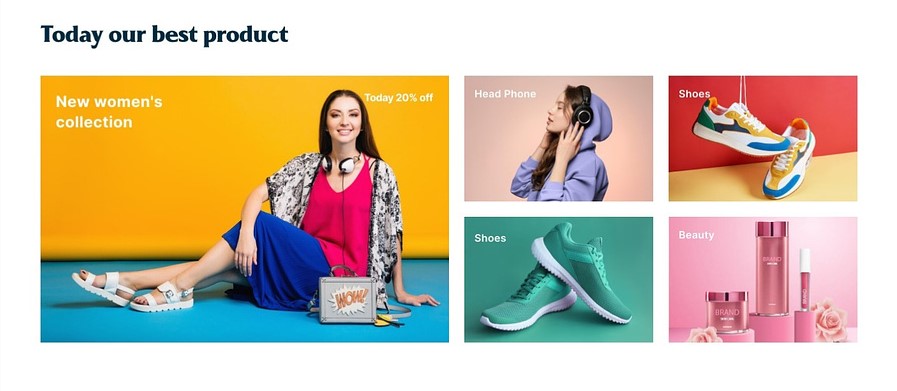 Today our best product
New women's
collection
Today 20% off
WOW!
Head Phone
Shoes
Shoes
Beauty
BRAND
BRAND
BRAND